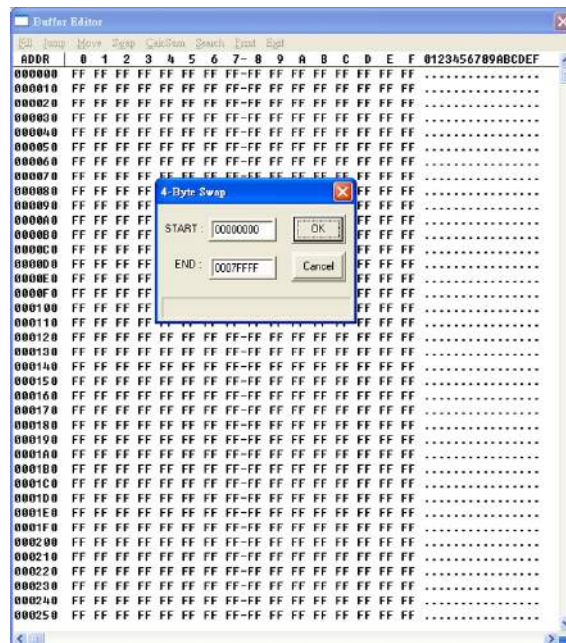 Buffer Editor
Fill Jump Move Swap CalcSum Search Print Exit
ADDR 0 1 2 3 4 5 6 7- 8 9 A B C D E F 0123456789ABCDEF
000000 FF FF FF FF FF FF FF FF-FF FF FF FF FF FF FF FF ................
000010 FF FF FF FF FF FF FF FF-FF FF FF FF FF FF FF FF ................
000020 FF FF FF FF FF FF FF FF-FF FF FF FF FF FF FF FF ................
000030 FF FF FF FF FF FF FF FF-FF FF FF FF FF FF FF FF ................
000040 FF FF FF FF FF FF FF FF-FF FF FF FF FF FF FF FF ................
000050 FF FF FF FF FF FF FF FF-FF FF FF FF FF FF FF FF ................
000060 FF FF FF FF FF FF FF FF-FF FF FF FF FF FF FF FF ................
000070 FF FF FF FF FF FF FF FF-FF FF FF FF FF FF FF FF ................
000080 FF FF FF FF FF FF FF ................
000090 FF FF FF FF FF FF FF ................
0000A0 FF FF FF FF FF FF FF ................
0000B0 FF FF FF FF FF FF FF ................
0000C0 FF FF FF FF FF FF FF ................
0000D0 FF FF FF FF FF FF FF ................
0000E0 FF FF FF FF FF FF FF ................
0000F0 FF FF FF FF FF FF FF ................
000100 FF FF FF FF FF FF FF ................
000110 FF FF FF FF FF FF FF FF-FF FF FF FF FF FF FF FF ................
4-Byte Swap
START : 00000000 OK
END : 0007FFFF Cancel
000120 FF FF FF FF FF FF FF FF-FF FF FF FF FF FF FF FF ................
000130 FF FF FF FF FF FF FF FF-FF FF FF FF FF FF FF FF ................
000140 FF FF FF FF FF FF FF FF-FF FF FF FF FF FF FF FF ................
000150 FF FF FF FF FF FF FF FF-FF FF FF FF FF FF FF FF ................
000160 FF FF FF FF FF FF FF FF-FF FF FF FF FF FF FF FF ................
000170 FF FF FF FF FF FF FF FF-FF FF FF FF FF FF FF FF ................
000180 FF FF FF FF FF FF FF FF-FF FF FF FF FF FF FF FF ................
000190 FF FF FF FF FF FF FF FF-FF FF FF FF FF FF FF FF ................
0001A0 FF FF FF FF FF FF FF FF-FF FF FF FF FF FF FF FF ................
0001B0 FF FF FF FF FF FF FF FF-FF FF FF FF FF FF FF FF ................
0001C0 FF FF FF FF FF FF FF FF-FF FF FF FF FF FF FF FF ................
0001D0 FF FF FF FF FF FF FF FF-FF FF FF FF FF FF FF FF ................
0001E0 FF FF FF FF FF FF FF FF-FF FF FF FF FF FF FF FF ................
0001F0 FF FF FF FF FF FF FF FF-FF FF FF FF FF FF FF FF ................
000200 FF FF FF FF FF FF FF FF-FF FF FF FF FF FF FF FF ................
000210 FF FF FF FF FF FF FF FF-FF FF FF FF FF FF FF FF ................
000220 FF FF FF FF FF FF FF FF-FF FF FF FF FF FF FF FF ................
000230 FF FF FF FF FF FF FF FF-FF FF FF FF FF FF FF FF ................
000240 FF FF FF FF FF FF FF FF-FF FF FF FF FF FF FF FF ................
000250 FF FF FF FF FF FF FF FF-FF FF FF FF FF FF FF FF ................